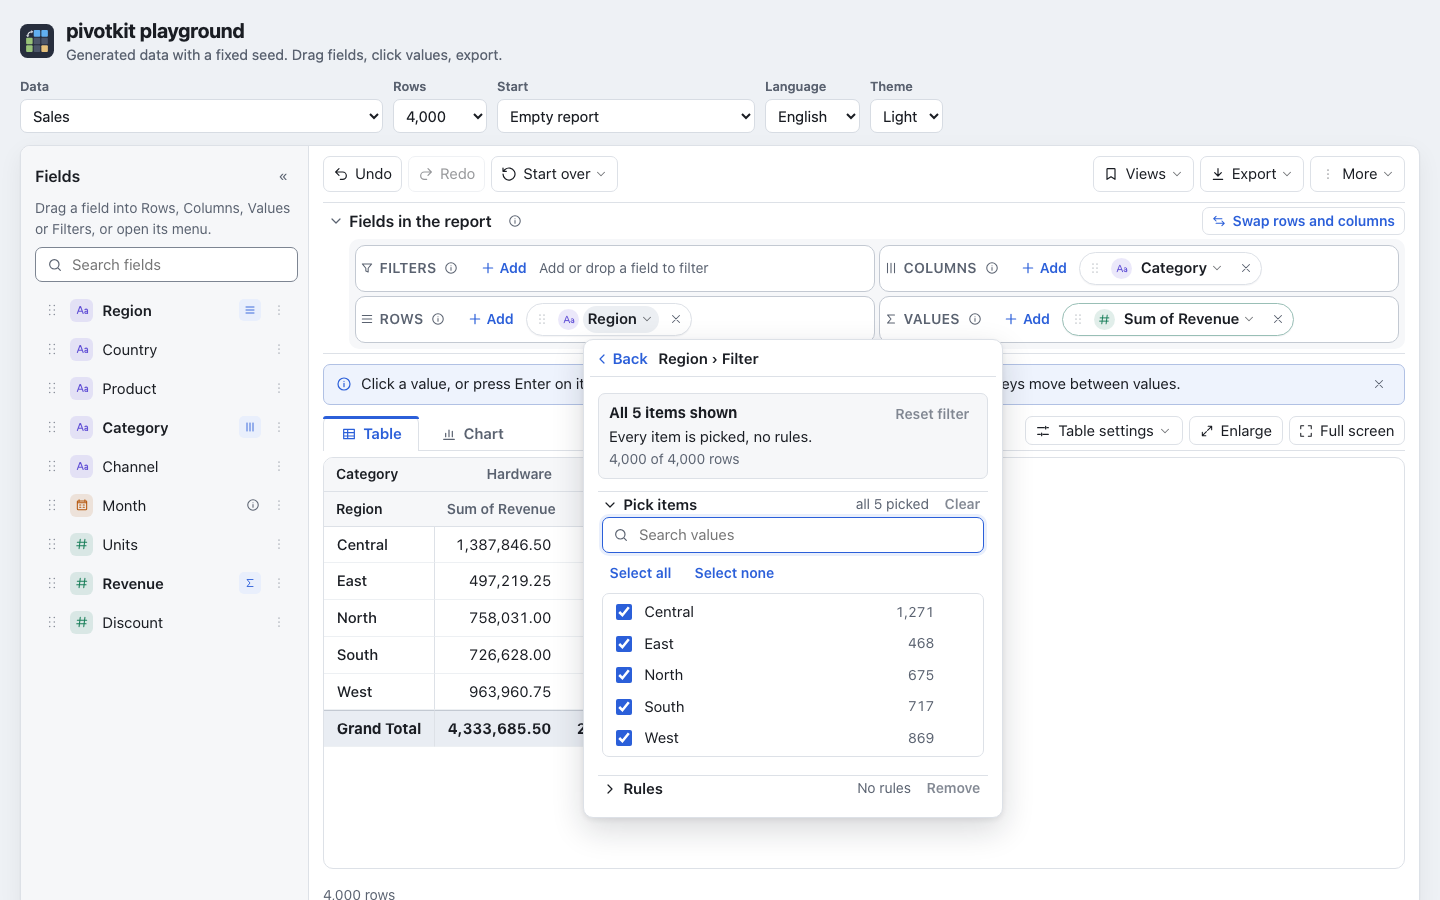 pivotkit playground
Generated data with a fixed seed. Drag fields, click values, export.
Data
Rows
Start
Language
Theme
Sales
4,000
Empty report
English
Light
Fields
«
Drag a field into Rows, Columns, Values
or Filters, or open its menu.
Search fields
Aa Region
Aa Country
Aa Product
Aa Category
Aa Channel
Month
# Units
# Revenue Σ
# Discount
Undo
Redo
Start over
Views
Export
More
Fields in the report
Swap rows and columns
FILTERS
+ Add
Add or drop a field to filter
COLUMNS
+ Add
Aa Category
ROWS
+ Add
Aa Region
Σ VALUES
+ Add
# Sum of Revenue
Click a value, or press Enter on
move between values.
Table
Chart
Table settings
Enlarge
Full screen
Category Hardware
Region Sum of Revenue
Central 1,387,846.50
East 497,219.25
North 758,031.00
South 726,628.00
West 963,960.75
Grand Total 4,333,685.50 2
Back
Region › Filter
All 5 items shown
Reset filter
Every item is picked, no rules.
4,000 of 4,000 rows
Pick items
all 5 picked
Clear
Search values
Select all
Select none
Central 1,271
East 468
North 675
South 717
West 869
Rules
No rules
Remove
4,000 rows